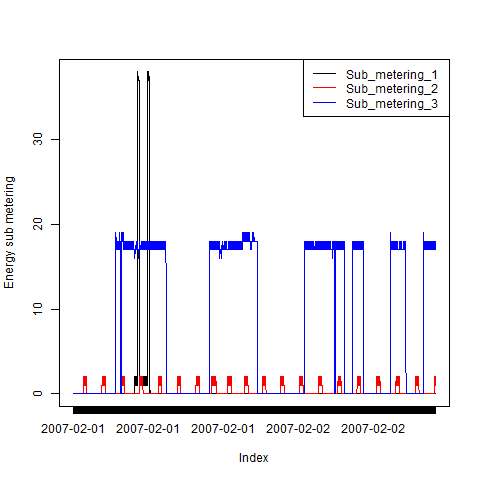 Sub_metering_1
Sub_metering_2
Sub_metering_3
Energy sub metering
30
20
10
0
2007-02-01 2007-02-01 2007-02-01 2007-02-02 2007-02-02
Index